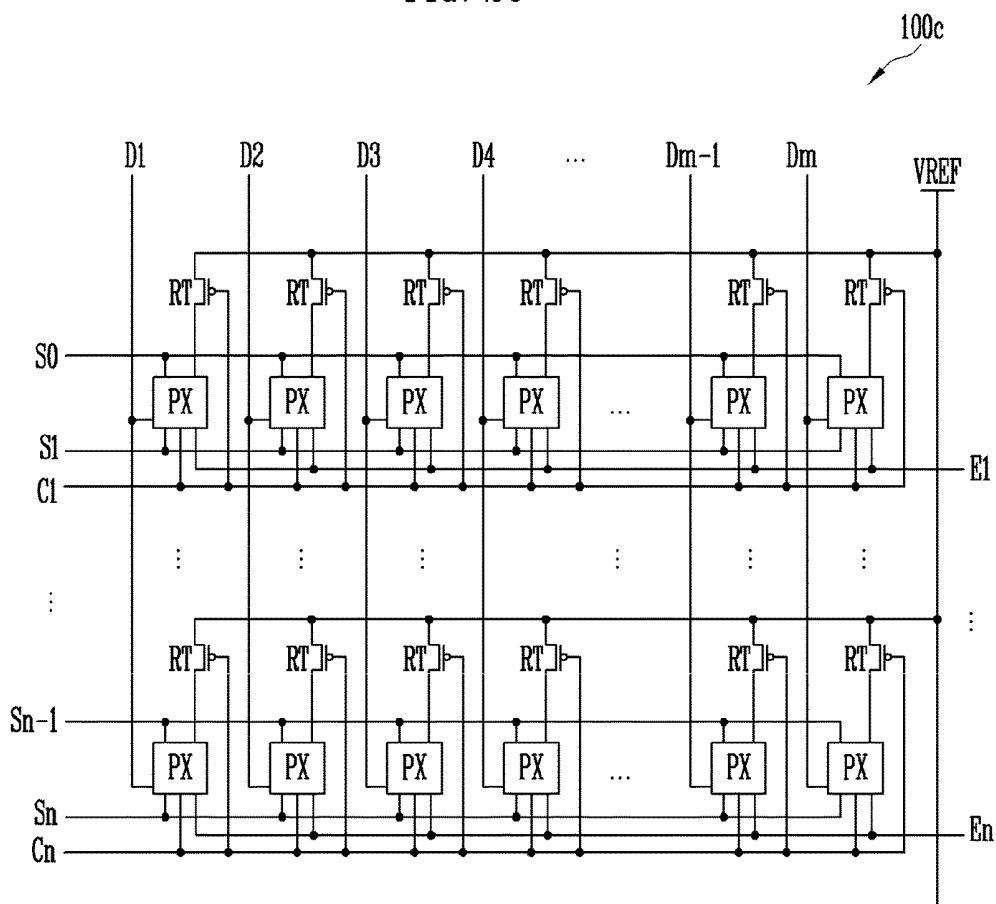 100c
D1 D2 D3 D4 ... Dm-1 Dm VREF
RT RT RT RT RT RT
S0
PX PX PX PX ... PX PX
S1
E1
C1
RT RT RT RT RT RT
Sn-1
PX PX PX PX ... PX PX
Sn
En
Cn